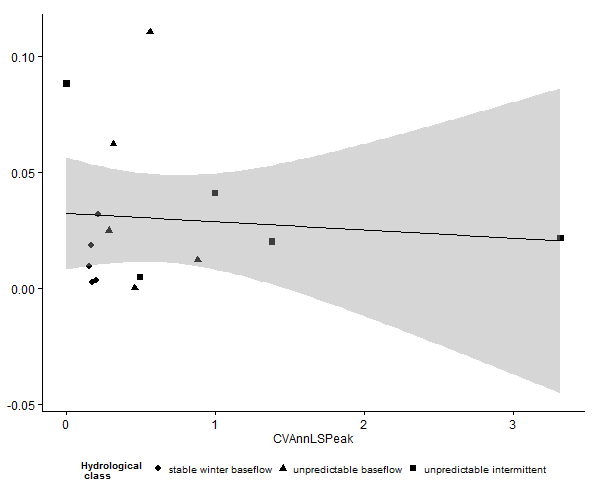 0.10
0.05
0.00
-0.05
0 1 2 3
CVAnnLSPeak
Hydrological
class
stable winter baseflow unpredictable baseflow unpredictable intermittent